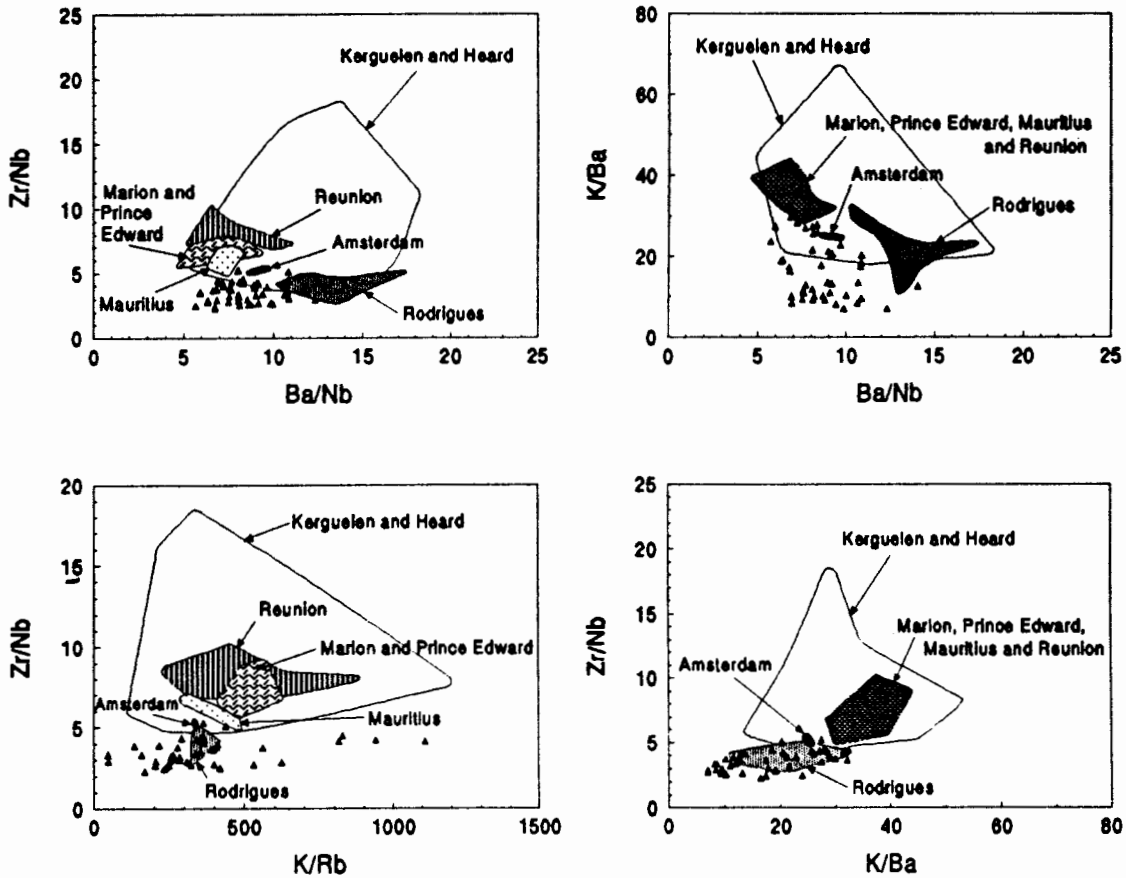 25
20
15
10
5
0
Zr/Nb
Kerguelen and Heard
Marion and
Prince
Edward
Reunion
Amsterdam
Mauritius
Rodrigues
0 5 10 15 20 25
Ba/Nb
80
60
40
20
0
K/Ba
Kerguelen and Heard
Marion, Prince Edward, Mauritius
and Reunion
Amsterdam
Rodrigues
0 5 10 15 20 25
Ba/Nb
20
15
10
5
0
Zr/Nb
Kerguelen and Heard
Reunion
Marion and Prince Edward
Amsterdam
Mauritius
Rodrigues
0 500 1000 1500
K/Rb
25
20
15
10
5
0
Zr/Nb
Kerguelen and Heard
Marion, Prince Edward,
Mauritius and Reunion
Amsterdam
Rodrigues
0 20 40 60 80
K/Ba